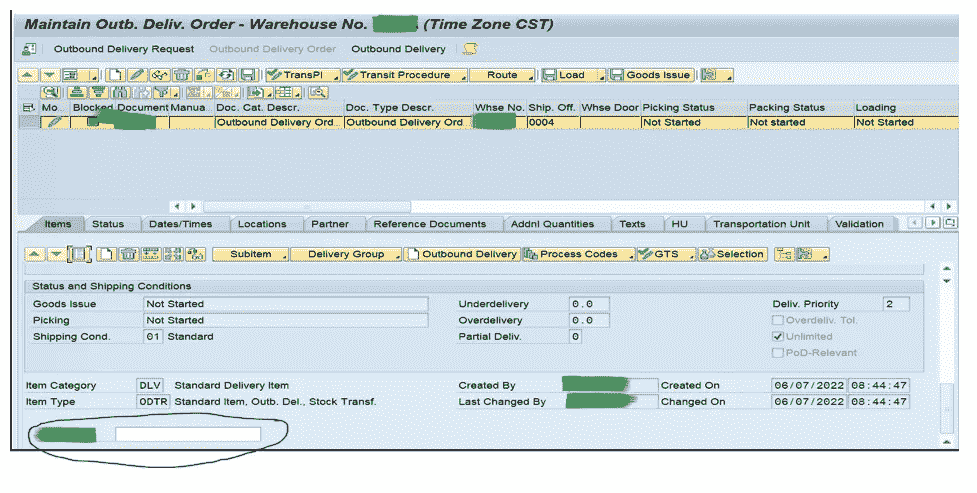 Maintain Outb. Deliv. Order - Warehouse No. (Time Zone CST)
Outbound Delivery Request Outbound Delivery Order Outbound Delivery
TransPI Transit Procedure Route Load Goods Issue
Mo... Blocked Document Manua Doc. Cat. Descr. Doc. Type Descr. Whse No. Ship. Off. Whse Door Picking Status Packing Status Loading
Outbound Delivery Ord... Outbound Delivery Ord 0004 Not Started Not started Not Started
Items Status Dates/Times Locations Partner Reference Documents Addnl Quantities Texts HU Transportation Unit Validation
Subitem Delivery Group Outbound Delivery Process Codes GTS Selection
Status and Shipping Conditions
Goods Issue Not Started Underdelivery 0.0 Deliv. Priority 2
Picking Not Started Overdelivery 0.0 Overdeliv. Tol.
Shipping Cond. 01 Standard Partial Deliv. 0 Unlimited
PoD-Relevant
Item Category DLV Standard Delivery Item Created By Created On 06/07/2022 08:44:47
Item Type ODTR Standard Item, Outb. Del., Stock Transf. Last Changed By Changed On 06/07/2022 08:44:47